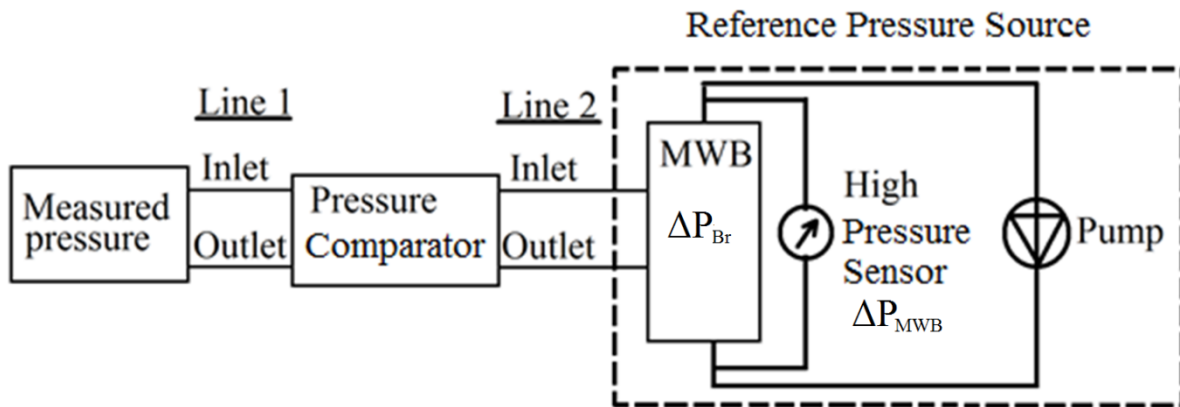 Reference Pressure Source
Line 1
Line 2
Measured
pressure
Inlet
Outlet
Pressure
Comparator
Inlet
Outlet
MWB
ΔP_Br
High
Pressure
Sensor
ΔP_MWB
Pump